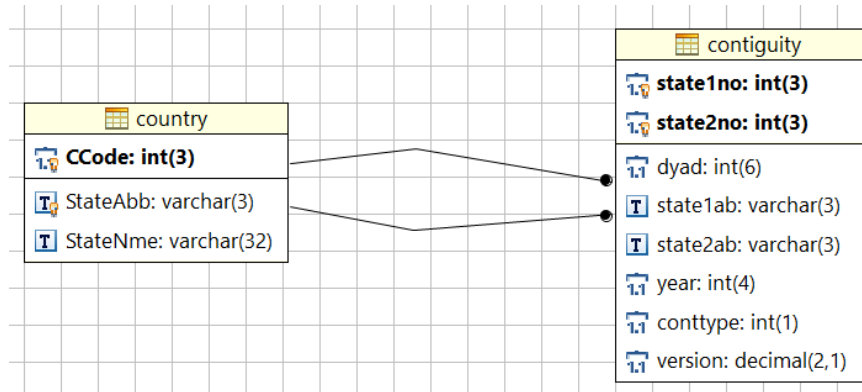 country
CCode: int(3)
StateAbb: varchar(3)
StateNme: varchar(32)
contiguity
state1no: int(3)
state2no: int(3)
dyad: int(6)
state1ab: varchar(3)
state2ab: varchar(3)
year: int(4)
conttype: int(1)
version: decimal(2,1)